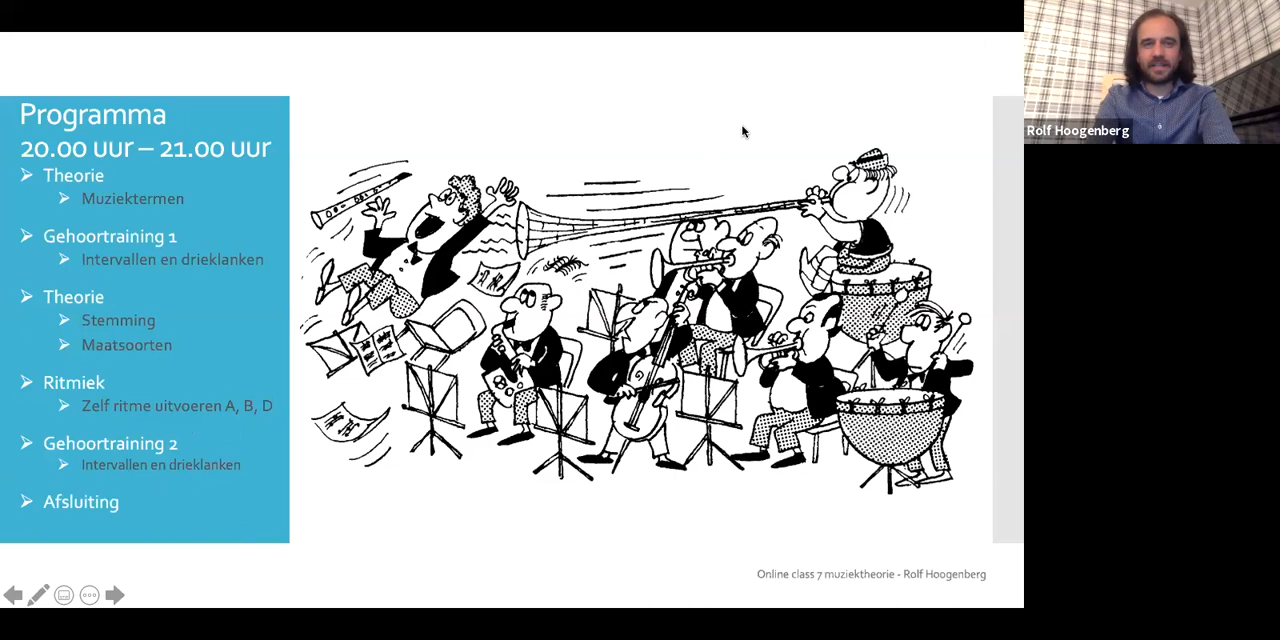 Programma
20.00 uur – 21.00 uur
Theorie
Muziektermen
Gehoortraining 1
Intervallen en drieklanken
Theorie
Stemming
Maatsoorten
Ritmiek
Zelf ritme uitvoeren A, B, D
Gehoortraining 2
Intervallen en drieklanken
Afsluiting
Online class 7 muziektheorie - Rolf Hoogenberg
Rolf Hoogenberg